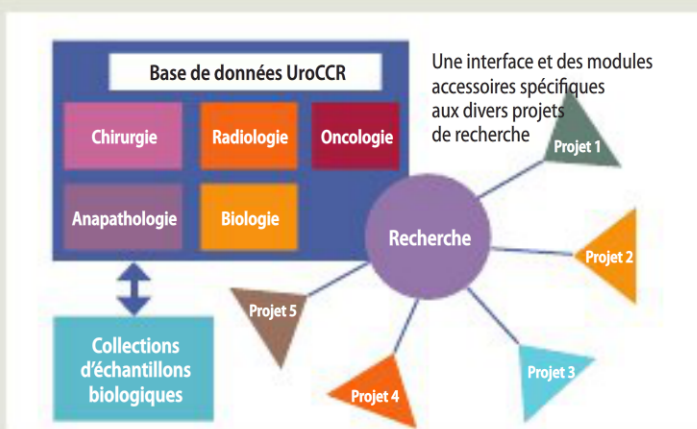 Base de données UroCCR
Chirurgie
Radiologie
Oncologie
Anapathologie
Biologie
Une interface et des modules
accessoires spécifiques
aux divers projets
de recherche
Recherche
Projet 1
Projet 2
Projet 3
Projet 4
Projet 5
Collections
d'échantillons
biologiques